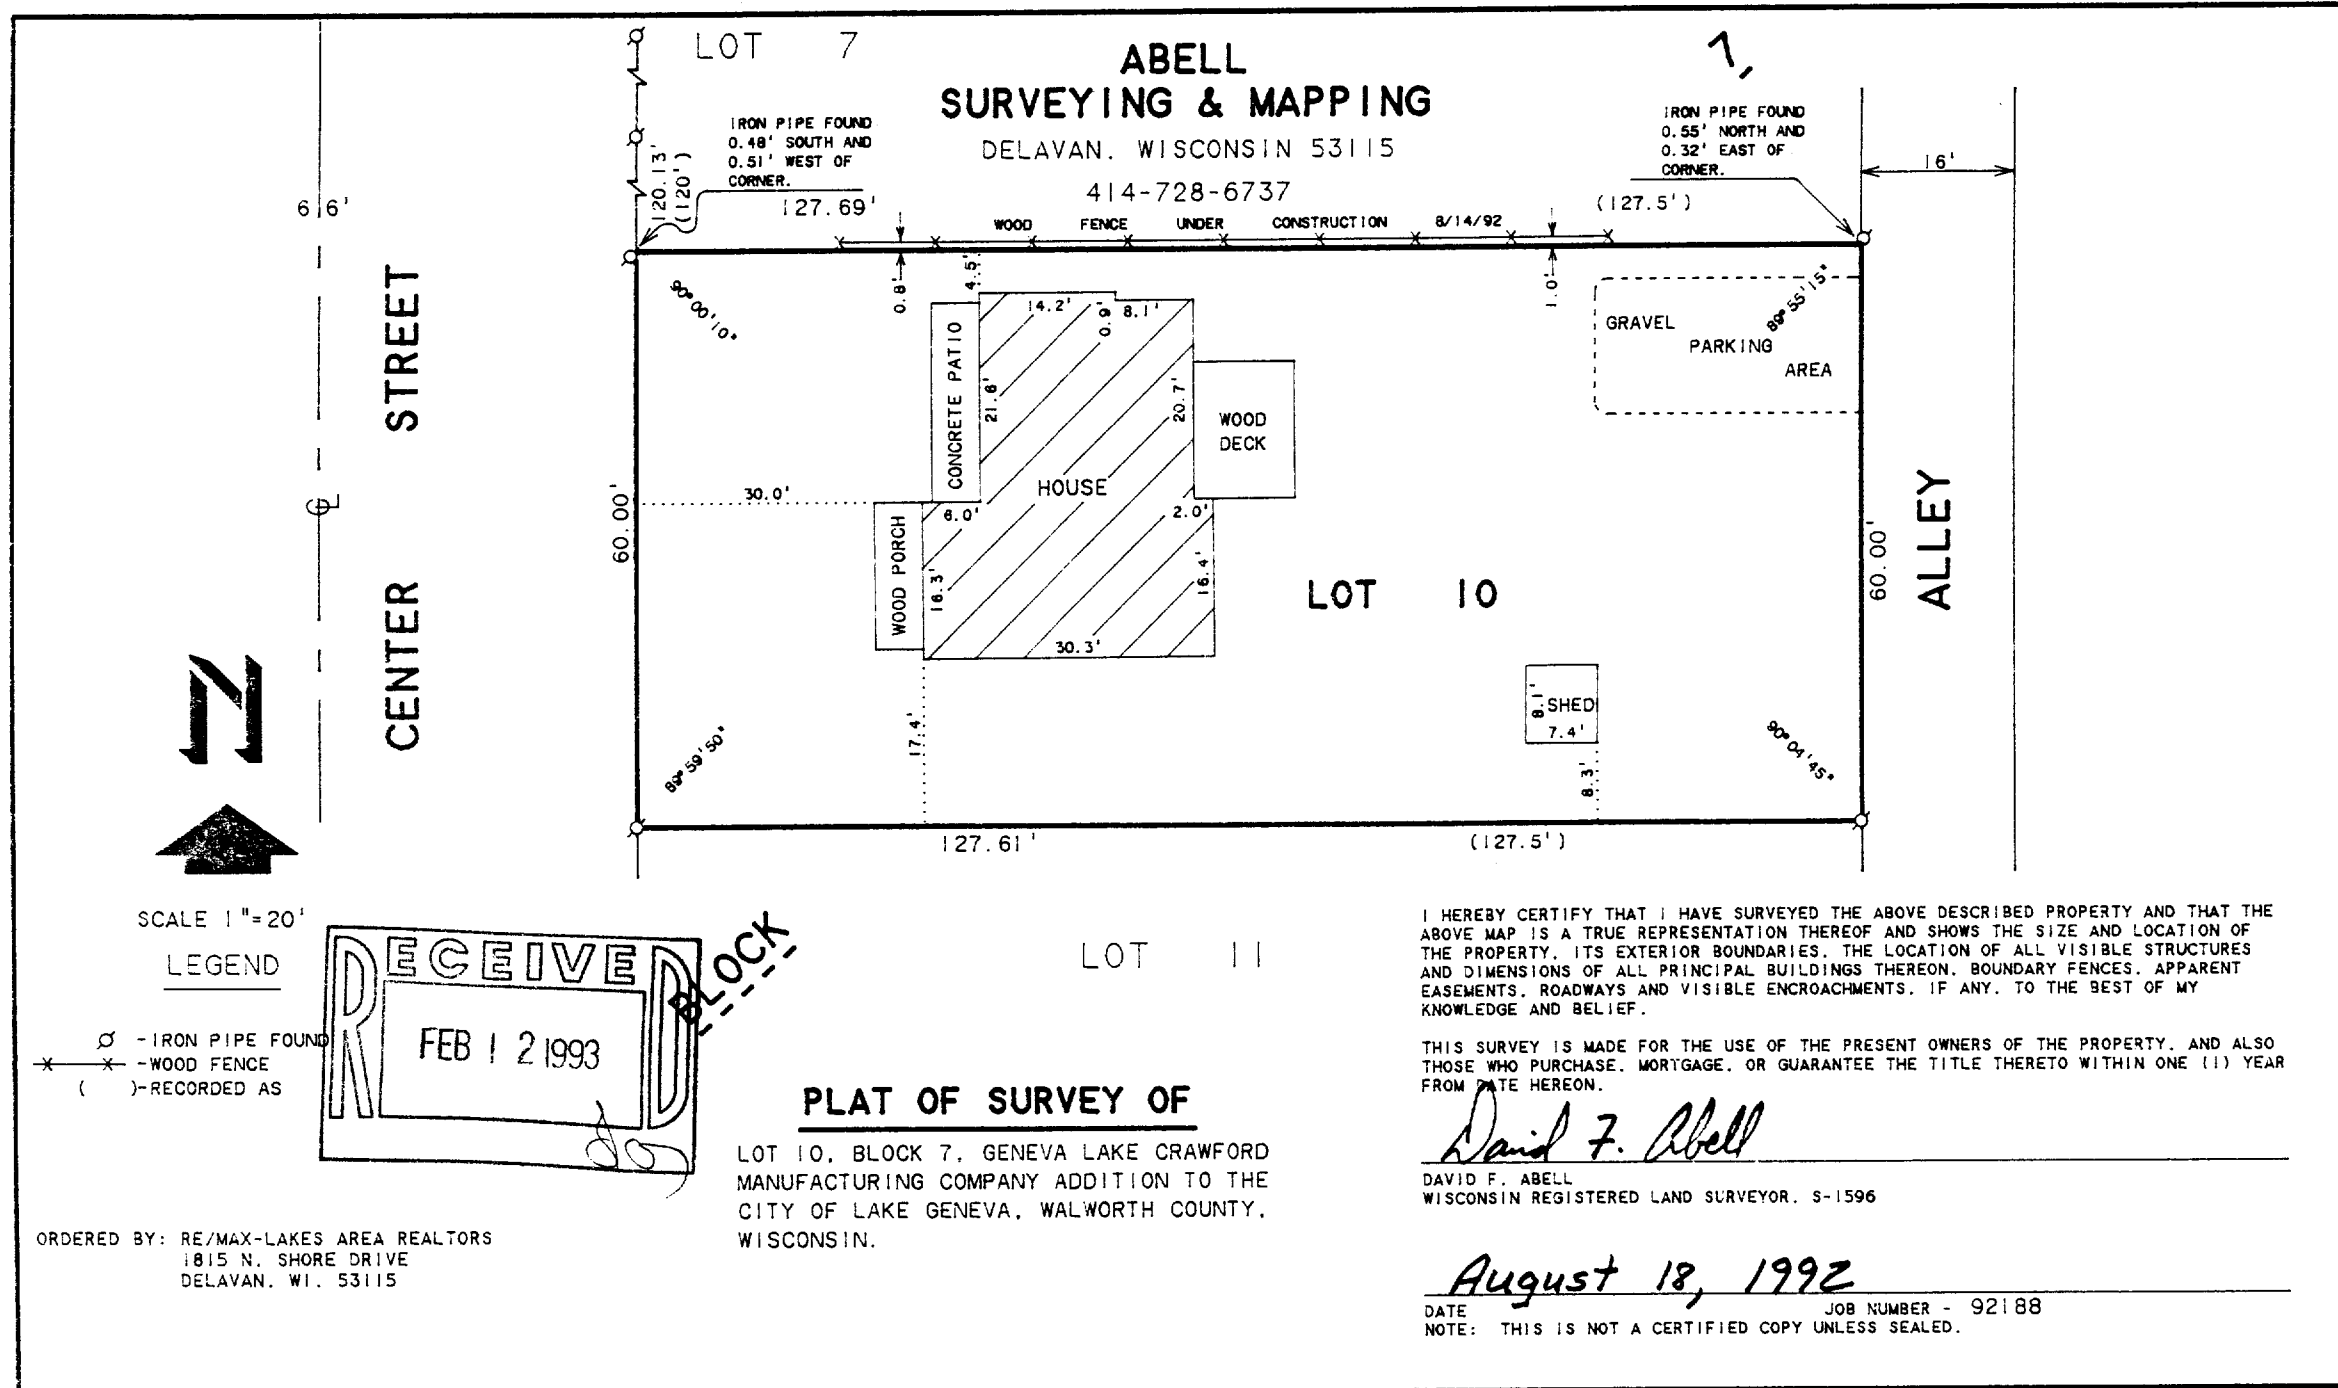 LOT 7
ABELL
SURVEYING & MAPPING
DELAVAN, WISCONSIN 53115
414-728-6737
7,
IRON PIPE FOUND
0.48' SOUTH AND
0.51' WEST OF
CORNER.
IRON PIPE FOUND
0.55' NORTH AND
0.32' EAST OF
CORNER.
16'
66'
120.13'
(120')
127.69'
(127.5')
WOOD FENCE UNDER CONSTRUCTION 8/14/92
0.8'
4.5'
1.0'
90°00'10"
89°55'15"
14.2'
0.9'
8.1'
GRAVEL
PARKING
AREA
CENTER STREET
CONCRETE PATIO
21.6'
20.7'
WOOD
DECK
HOUSE
30.0'
6.0'
2.0'
60.00'
WOOD PORCH
16.3'
16.4'
30.3'
LOT 10
60.00'
ALLEY
N
17.4'
8.1'
SHED
7.4'
8.3'
89°59'50"
90°04'45"
127.61'
(127.5')
SCALE 1"=20'
LEGEND
-IRON PIPE FOUND
X X -WOOD FENCE
( )-RECORDED AS
RECEIVED
FEB 12 1993
BLOCK
LOT 11
PLAT OF SURVEY OF
LOT 10, BLOCK 7, GENEVA LAKE CRAWFORD
MANUFACTURING COMPANY ADDITION TO THE
CITY OF LAKE GENEVA, WALWORTH COUNTY,
WISCONSIN.
ORDERED BY: RE/MAX-LAKES AREA REALTORS
1815 N. SHORE DRIVE
DELAVAN, WI. 53115
I HEREBY CERTIFY THAT I HAVE SURVEYED THE ABOVE DESCRIBED PROPERTY AND THAT THE
ABOVE MAP IS A TRUE REPRESENTATION THEREOF AND SHOWS THE SIZE AND LOCATION OF
THE PROPERTY, ITS EXTERIOR BOUNDARIES, THE LOCATION OF ALL VISIBLE STRUCTURES
AND DIMENSIONS OF ALL PRINCIPAL BUILDINGS THEREON, BOUNDARY FENCES, APPARENT
EASEMENTS, ROADWAYS AND VISIBLE ENCROACHMENTS, IF ANY, TO THE BEST OF MY
KNOWLEDGE AND BELIEF.
THIS SURVEY IS MADE FOR THE USE OF THE PRESENT OWNERS OF THE PROPERTY, AND ALSO
THOSE WHO PURCHASE, MORTGAGE, OR GUARANTEE THE TITLE THERETO WITHIN ONE (1) YEAR
FROM DATE HEREON.
David F. Abell
DAVID F. ABELL
WISCONSIN REGISTERED LAND SURVEYOR, S-1596
August 18, 1992
DATE JOB NUMBER - 92188
NOTE: THIS IS NOT A CERTIFIED COPY UNLESS SEALED.